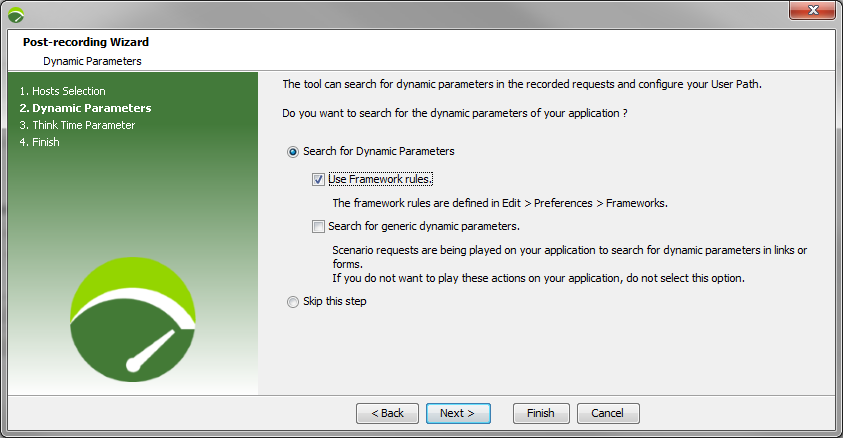 Post-recording Wizard
Dynamic Parameters
1. Hosts Selection
2. Dynamic Parameters
3. Think Time Parameter
4. Finish
The tool can search for dynamic parameters in the recorded requests and configure your User Path.
Do you want to search for the dynamic parameters of your application ?
Search for Dynamic Parameters
Use Framework rules.
The framework rules are defined in Edit > Preferences > Frameworks.
Search for generic dynamic parameters.
Scenario requests are being played on your application to search for dynamic parameters in links or
forms.
If you do not want to play these actions on your application, do not select this option.
Skip this step
< Back Next > Finish Cancel